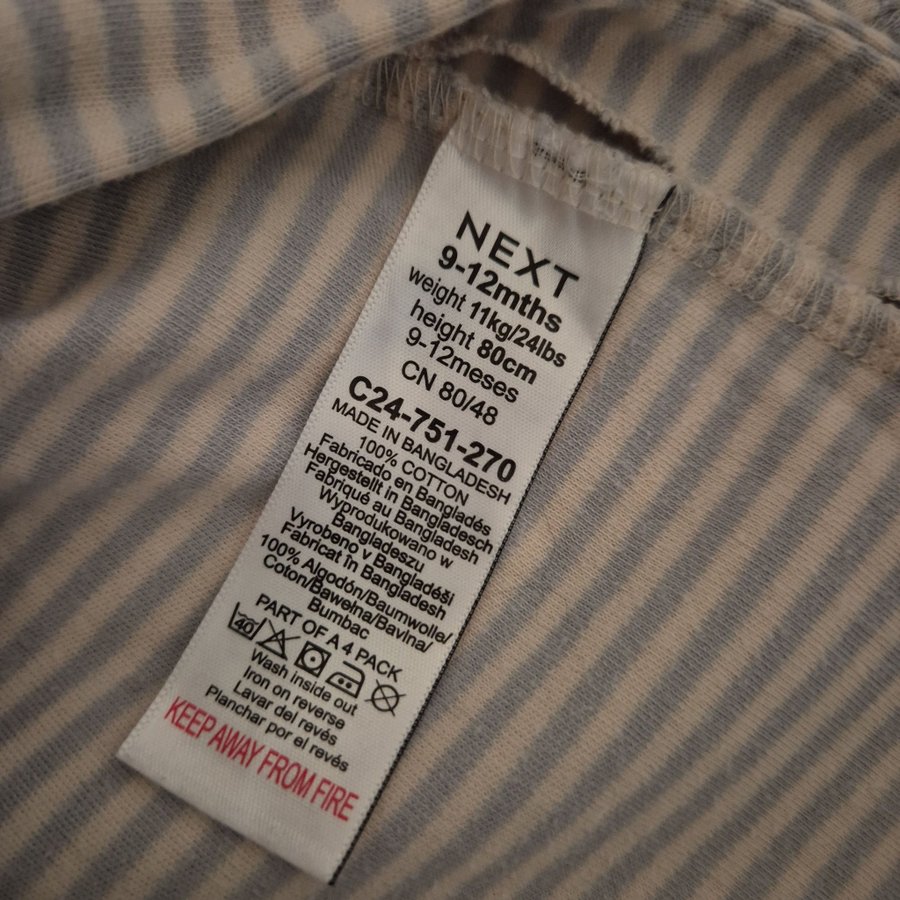 NEXT
9-12mths
weight 11kg/24lbs
height 80cm
9-12meses
CN 80/48
C24-751-270
MADE IN BANGLADESH
100% COTTON
Fabricado en Bangladés
Hergestellt in Bangladesch
Fabriqué au Bangladesh
Wyprodukowano w
Bangladeszu
Vyrobeno v Bangladéši
Fabricat în Bangladesh
100% Algodón/Baumwolle/
Coton/Bawełna/Bavlna/
Bumbac
PART OF A 4 PACK
40
Wash inside out
Iron on reverse
Lavar del revés
Planchar por el revés
KEEP AWAY FROM FIRE